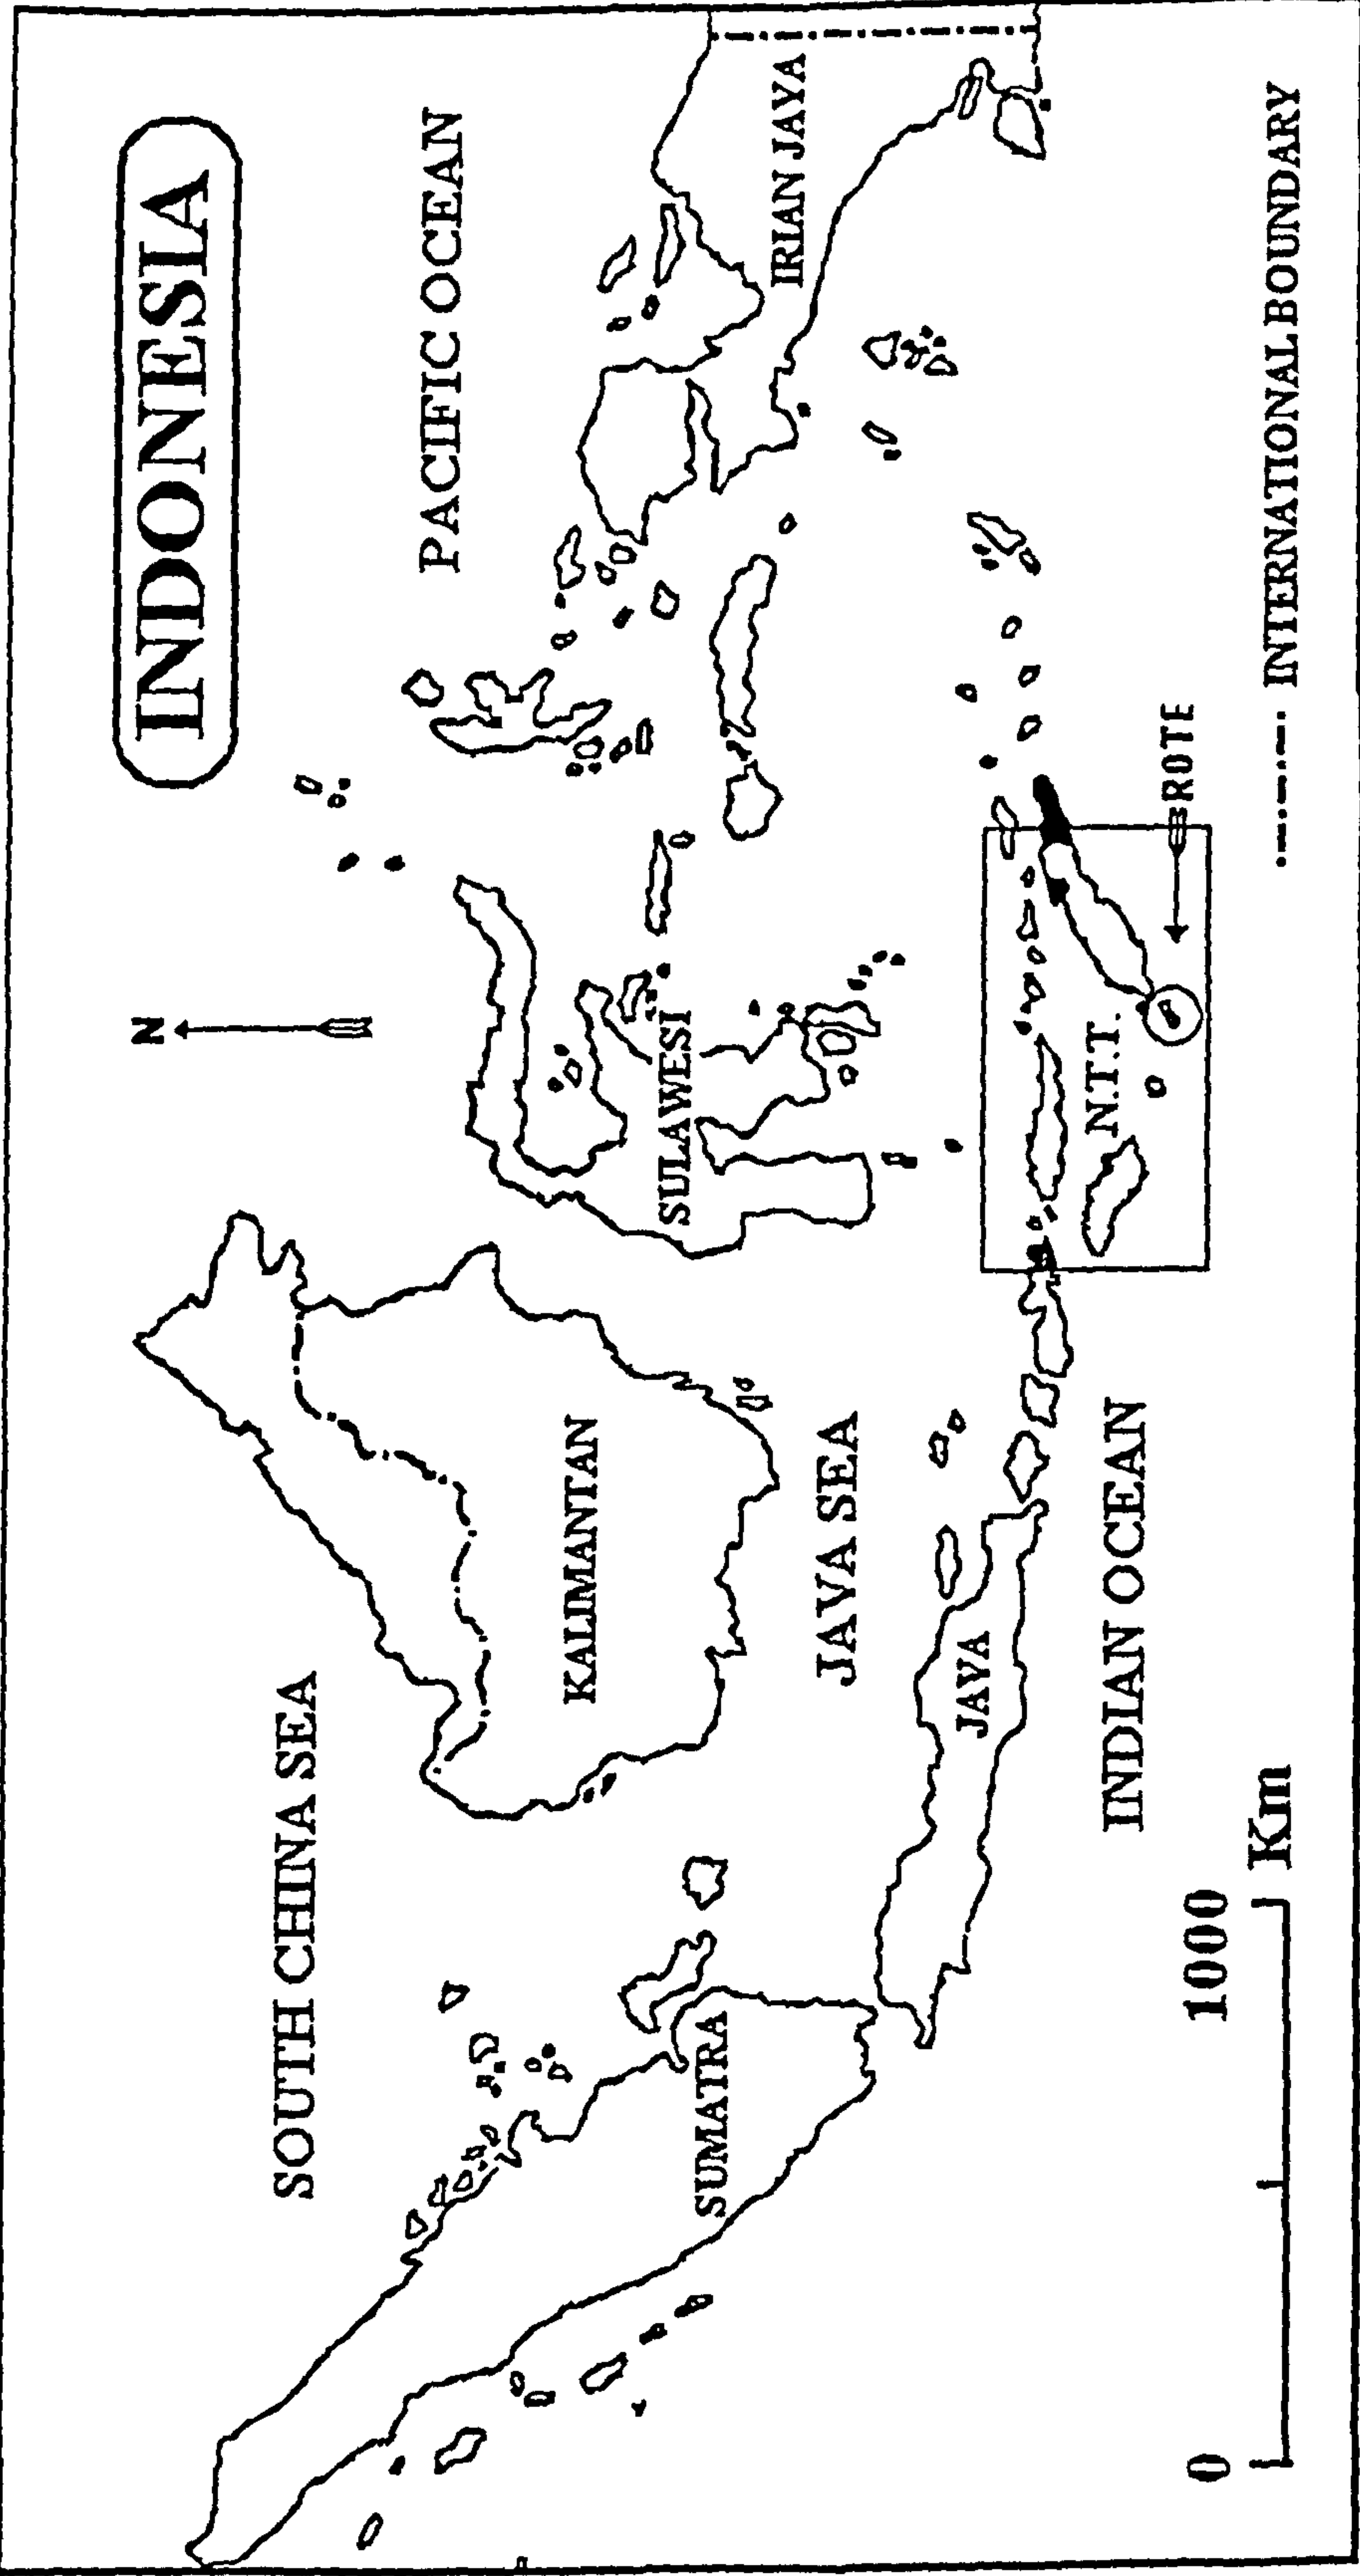 INDONESIA
N
SOUTH CHINA SEA
PACIFIC OCEAN
KALIMANTAN
SULAWESI
SUMATRA
IRIAN JAYA
JAVA SEA
JAVA
N.T.T.
INDIAN OCEAN
ROTE
0 1000
Km
INTERNATIONAL BOUNDARY